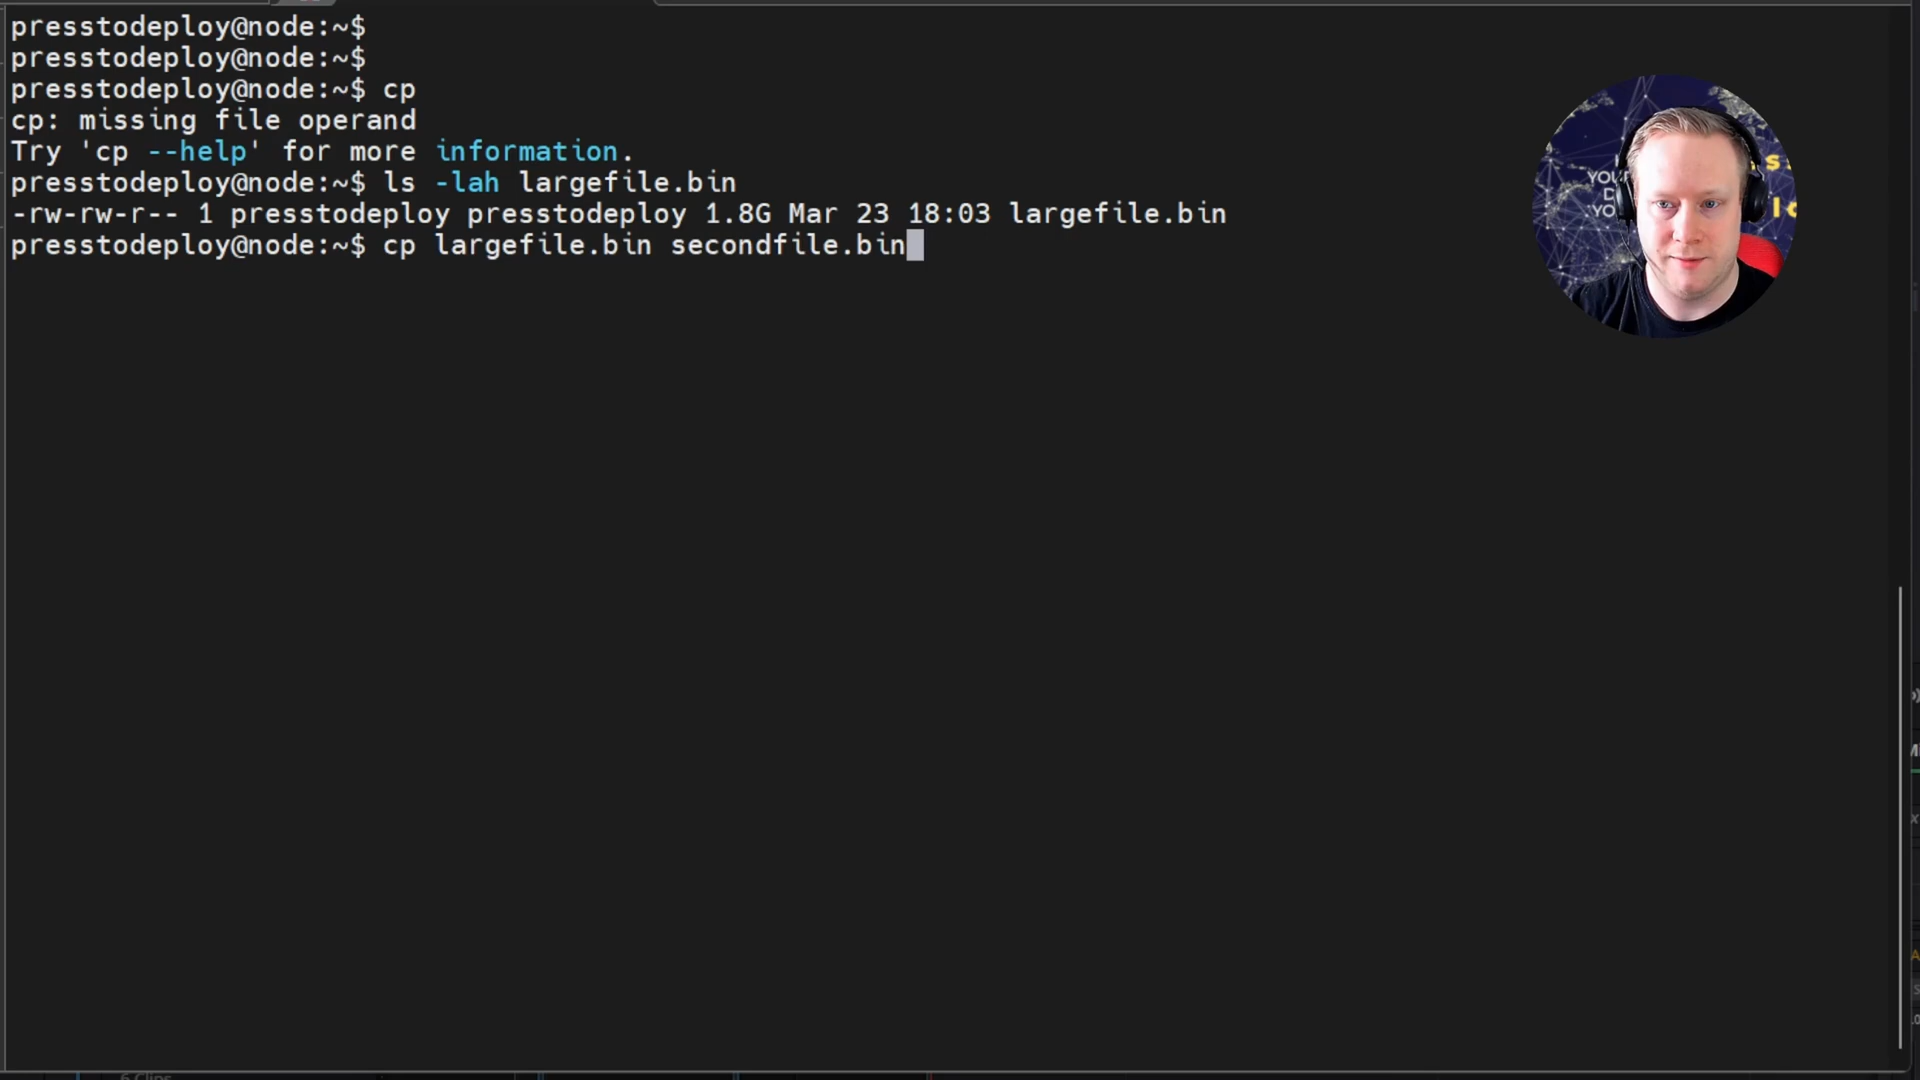 presstodeploy@node:~$
presstodeploy@node:~$
presstodeploy@node:~$ cp
cp: missing file operand
Try 'cp --help' for more information.
presstodeploy@node:~$ ls -lah largefile.bin
-rw-rw-r-- 1 presstodeploy presstodeploy 1.8G Mar 23 18:03 largefile.bin
presstodeploy@node:~$ cp largefile.bin secondfile.bin
6 Clips